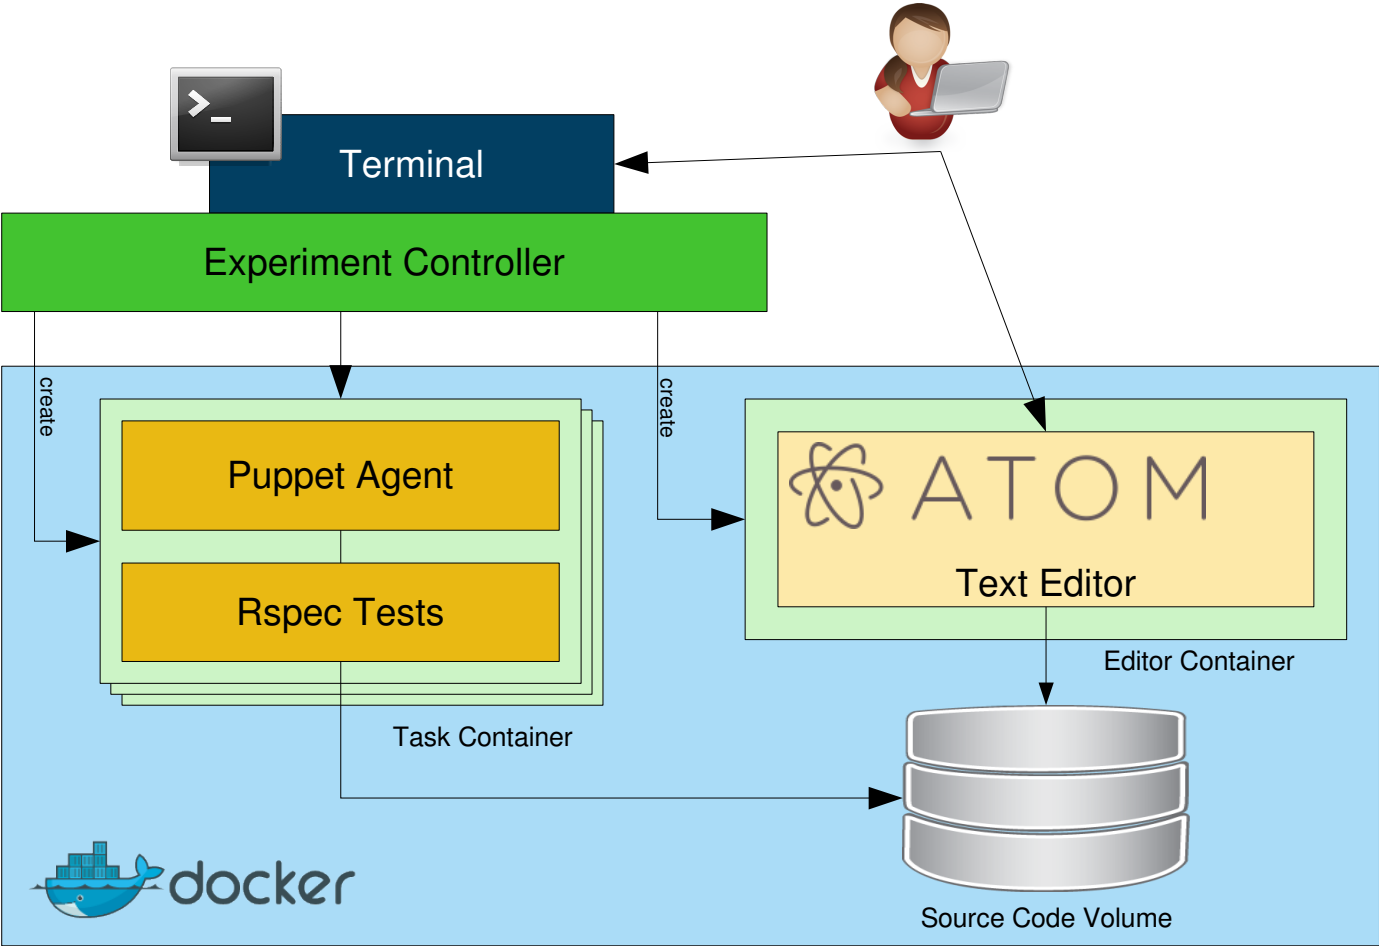 >_
Terminal
Experiment Controller
create
create
Puppet Agent
Rspec Tests
Task Container
ATOM
Text Editor
Editor Container
Source Code Volume
docker